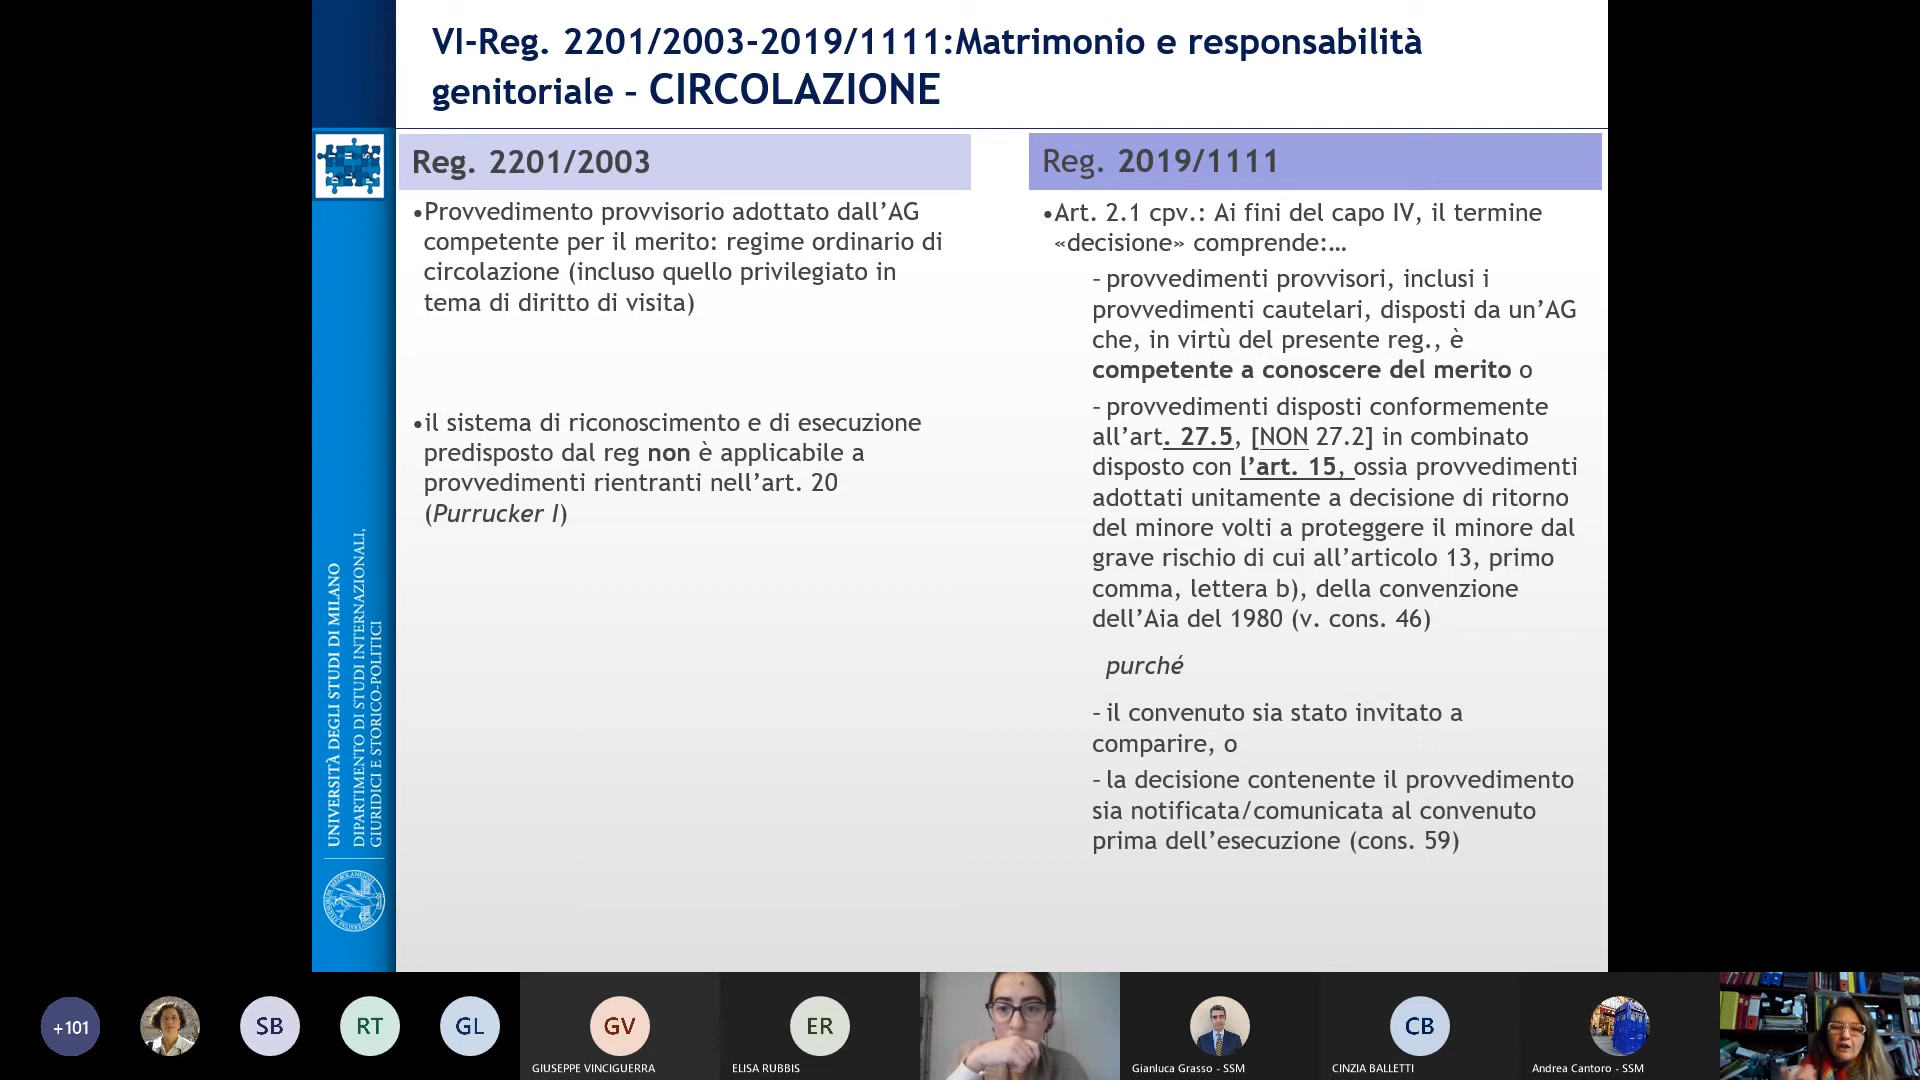 VI-Reg. 2201/2003-2019/1111:Matrimonio e responsabilità
genitoriale – CIRCOLAZIONE
Reg. 2201/2003
•Provvedimento provvisorio adottato dall’AG
competente per il merito: regime ordinario di
circolazione (incluso quello privilegiato in
tema di diritto di visita)
•il sistema di riconoscimento e di esecuzione
predisposto dal reg non è applicabile a
provvedimenti rientranti nell’art. 20
(Purrucker I)
Reg. 2019/1111
•Art. 2.1 cpv.: Ai fini del capo IV, il termine
«decisione» comprende:…
– provvedimenti provvisori, inclusi i
provvedimenti cautelari, disposti da un’AG
che, in virtù del presente reg., è
competente a conoscere del merito o
– provvedimenti disposti conformemente
all’art. 27.5, [NON 27.2] in combinato
disposto con l’art. 15, ossia provvedimenti
adottati unitamente a decisione di ritorno
del minore volti a proteggere il minore dal
grave rischio di cui all’articolo 13, primo
comma, lettera b), della convenzione
dell’Aia del 1980 (v. cons. 46)
purché
– il convenuto sia stato invitato a
comparire, o
– la decisione contenente il provvedimento
sia notificata/comunicata al convenuto
prima dell’esecuzione (cons. 59)
UNIVERSITÀ DEGLI STUDI DI MILANO
DIPARTIMENTO DI STUDI INTERNAZIONALI,
GIURIDICI E STORICO-POLITICI
+101
SB
RT
GL
GV
GIUSEPPE VINCIGUERRA
ER
ELISA RUBBIS
Gianluca Grasso - SSM
CB
CINZIA BALLETTI
Andrea Cantoro - SSM